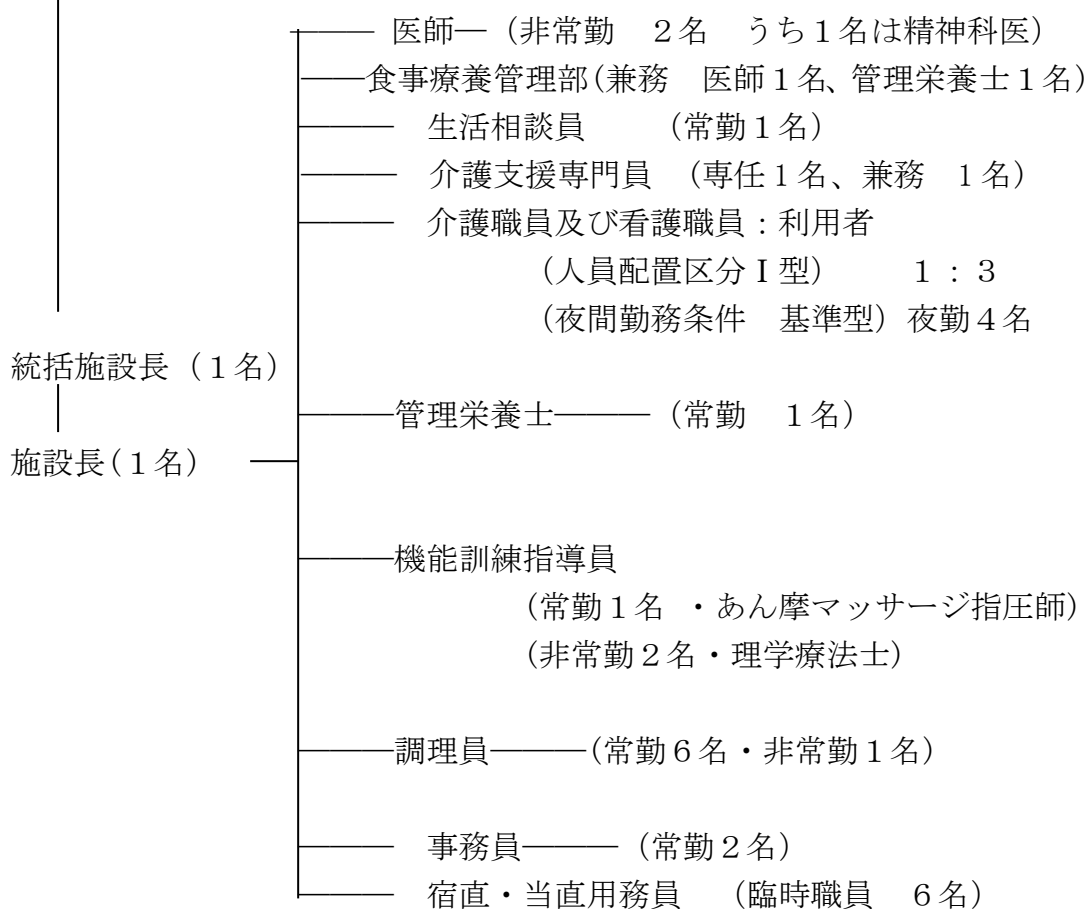 医師―（非常勤　２名　うち１名は精神科医）
食事療養管理部（兼務　医師１名、管理栄養士１名）
生活相談員　　（常勤１名）
介護支援専門員　（専任１名、兼務　１名）
介護職員及び看護職員：利用者
（人員配置区分Ⅰ型）　　１：３
（夜間勤務条件　基準型）夜勤４名
統括施設長（１名）
管理栄養士―――（常勤　１名）
施設長（１名）
機能訓練指導員
（常勤１名　・あん摩マッサージ指圧師）
（非常勤２名・理学療法士）
調理員―――（常勤６名・非常勤１名）
事務員―――（常勤２名）
宿直・当直用務員　（臨時職員　６名）